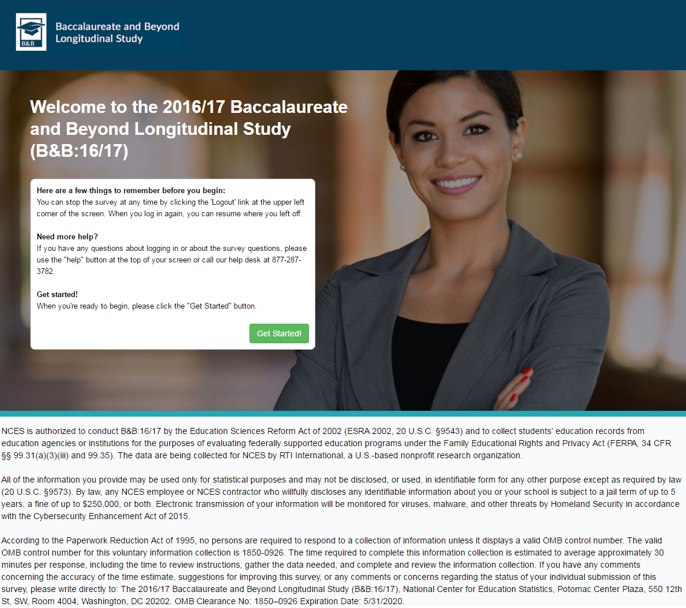 B&B
Baccalaureate and Beyond
Longitudinal Study
Welcome to the 2016/17 Baccalaureate
and Beyond Longitudinal Study
(B&B:16/17)
Here are a few things to remember before you begin:
You can stop the survey at any time by clicking the 'Logout' link at the upper left
corner of the screen. When you log in again, you can resume where you left off.
Need more help?
If you have any questions about logging in or about the survey questions, please
use the "help" button at the top of your screen or call our help desk at 877-287-
3782.
Get started!
When you're ready to begin, please click the "Get Started" button.
Get Started!
NCES is authorized to conduct B&B:16/17 by the Education Sciences Reform Act of 2002 (ESRA 2002, 20 U.S.C. §9543) and to collect students' education records from
education agencies or institutions for the purposes of evaluating federally supported education programs under the Family Educational Rights and Privacy Act (FERPA, 34 CFR
§§ 99.31(a)(3)(iii) and 99.35). The data are being collected for NCES by RTI International, a U.S.-based nonprofit research organization.
All of the information you provide may be used only for statistical purposes and may not be disclosed, or used, in identifiable form for any other purpose except as required by law
(20 U.S.C. §9573). By law, any NCES employee or NCES contractor who willfully discloses any identifiable information about you or your school is subject to a jail term of up to 5
years, a fine of up to $250,000, or both. Electronic transmission of your information will be monitored for viruses, malware, and other threats by Homeland Security in accordance
with the Cybersecurity Enhancement Act of 2015.
According to the Paperwork Reduction Act of 1995, no persons are required to respond to a collection of information unless it displays a valid OMB control number. The valid
OMB control number for this voluntary information collection is 1850-0926. The time required to complete this information collection is estimated to average approximately 30
minutes per response, including the time to review instructions, gather the data needed, and complete and review the information collection. If you have any comments
concerning the accuracy of the time estimate, suggestions for improving this survey, or any comments or concerns regarding the status of your individual submission of this
survey, please write directly to: The 2016/17 Baccalaureate and Beyond Longitudinal Study (B&B:16/17), National Center for Education Statistics, Potomac Center Plaza, 550 12th
St, SW, Room 4004, Washington, DC 20202. OMB Clearance No: 1850–0926 Expiration Date: 5/31/2020.